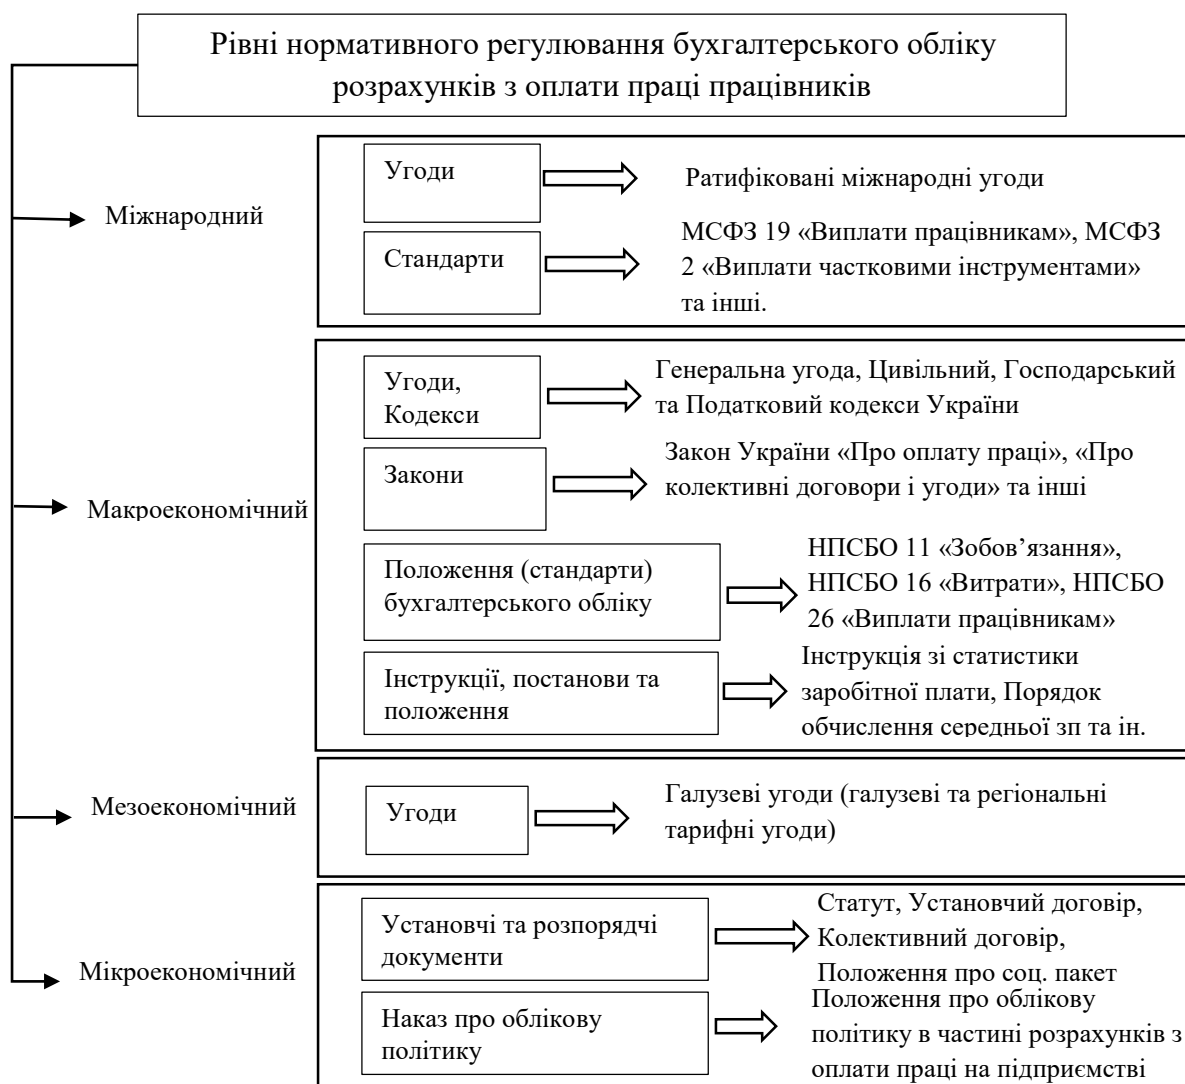 Рівні нормативного регулювання бухгалтерського обліку
розрахунків з оплати праці працівників
Міжнародний
Угоди
Ратифіковані міжнародні угоди
Стандарти
МСФЗ 19 «Виплати працівникам», МСФЗ
2 «Виплати частковими інструментами»
та інші.
Макроекономічний
Угоди,
Кодекси
Генеральна угода, Цивільний, Господарський
та Податковий кодекси України
Закони
Закон України «Про оплату праці», «Про
колективні договори і угоди» та інші
Положення (стандарти)
бухгалтерського обліку
НПСБО 11 «Зобов’язання»,
НПСБО 16 «Витрати», НПСБО
26 «Виплати працівникам»
Інструкції, постанови та
положення
Інструкція зі статистики
заробітної плати, Порядок
обчислення середньої зп та ін.
Мезоекономічний
Угоди
Галузеві угоди (галузеві та регіональні
тарифні угоди)
Мікроекономічний
Установчі та розпорядчі
документи
Статут, Установчий договір,
Колективний договір,
Положення про соц. пакет
Наказ про облікову
політику
Положення про облікову
політику в частині розрахунків з
оплати праці на підприємстві